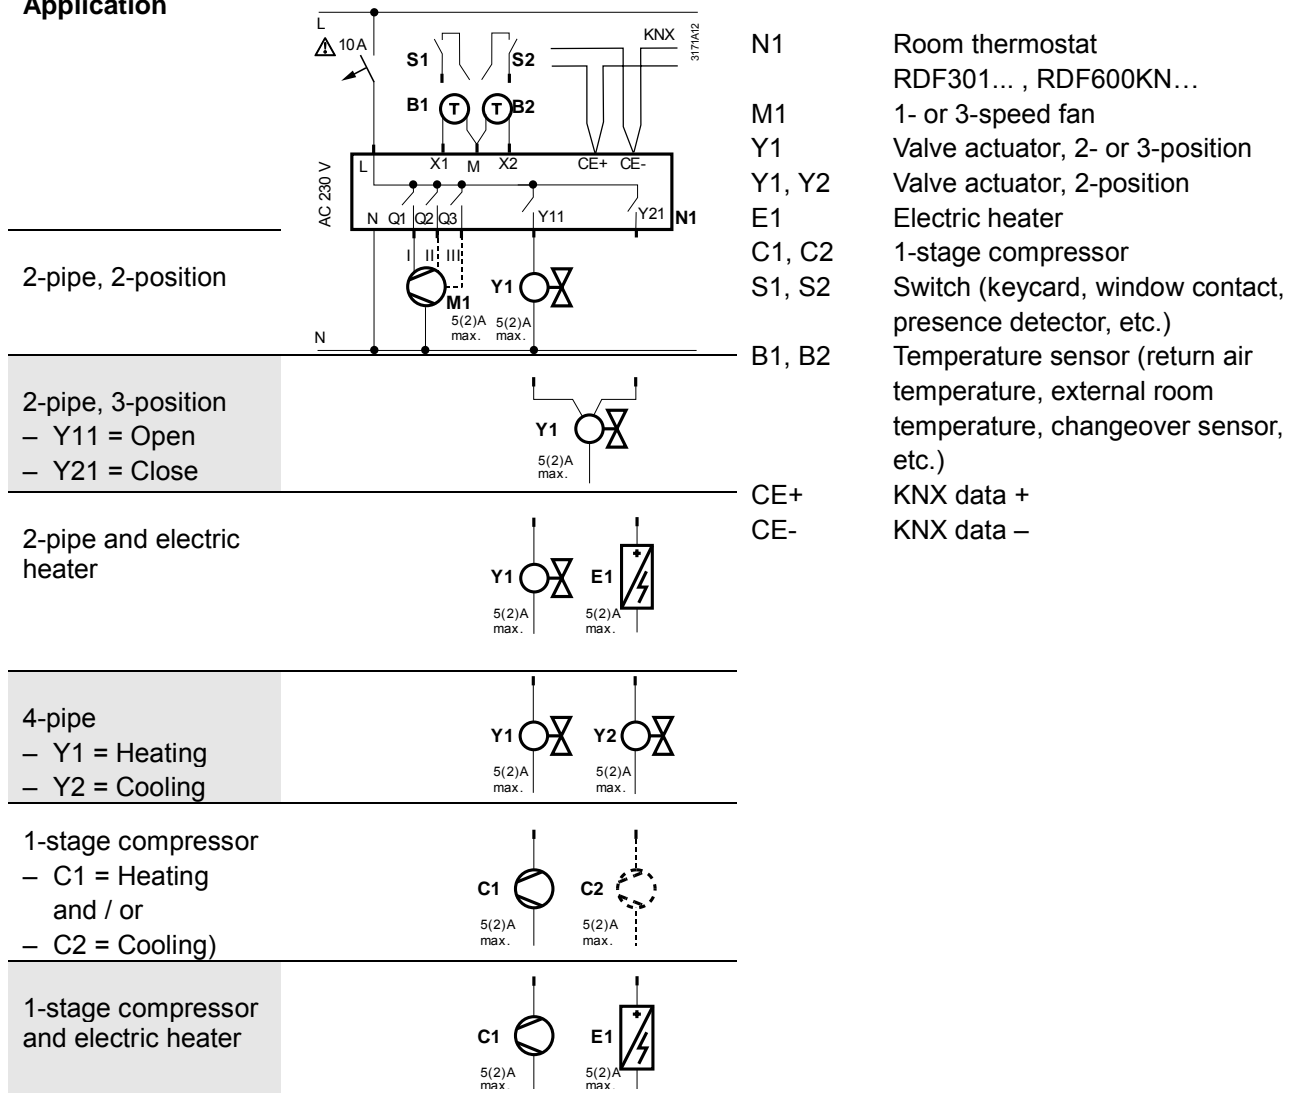 Application
L
10A
S1
S2
KNX
3171A12
B1
T
T
B2
AC 230 V
L
X1
M
X2
CE+
CE-
N
Q1
Q2
Q3
Y11
Y21
N1
I
II
III
2-pipe, 2-position
M1
Y1
5(2)A
max.
5(2)A
max.
N
2-pipe, 3-position
– Y11 = Open
– Y21 = Close
Y1
5(2)A
max.
2-pipe and electric
heater
Y1
5(2)A
max.
E1
5(2)A
max.
4-pipe
– Y1 = Heating
– Y2 = Cooling
Y1
5(2)A
max.
Y2
5(2)A
max.
1-stage compressor
– C1 = Heating
and / or
– C2 = Cooling)
C1
5(2)A
max.
C2
5(2)A
max.
1-stage compressor
and electric heater
C1
5(2)A
max.
E1
5(2)A
max.
N1 Room thermostat
RDF301... , RDF600KN…
M1 1- or 3-speed fan
Y1 Valve actuator, 2- or 3-position
Y1, Y2 Valve actuator, 2-position
E1 Electric heater
C1, C2 1-stage compressor
S1, S2 Switch (keycard, window contact,
presence detector, etc.)
B1, B2 Temperature sensor (return air
temperature, external room
temperature, changeover sensor,
etc.)
CE+ KNX data +
CE- KNX data –